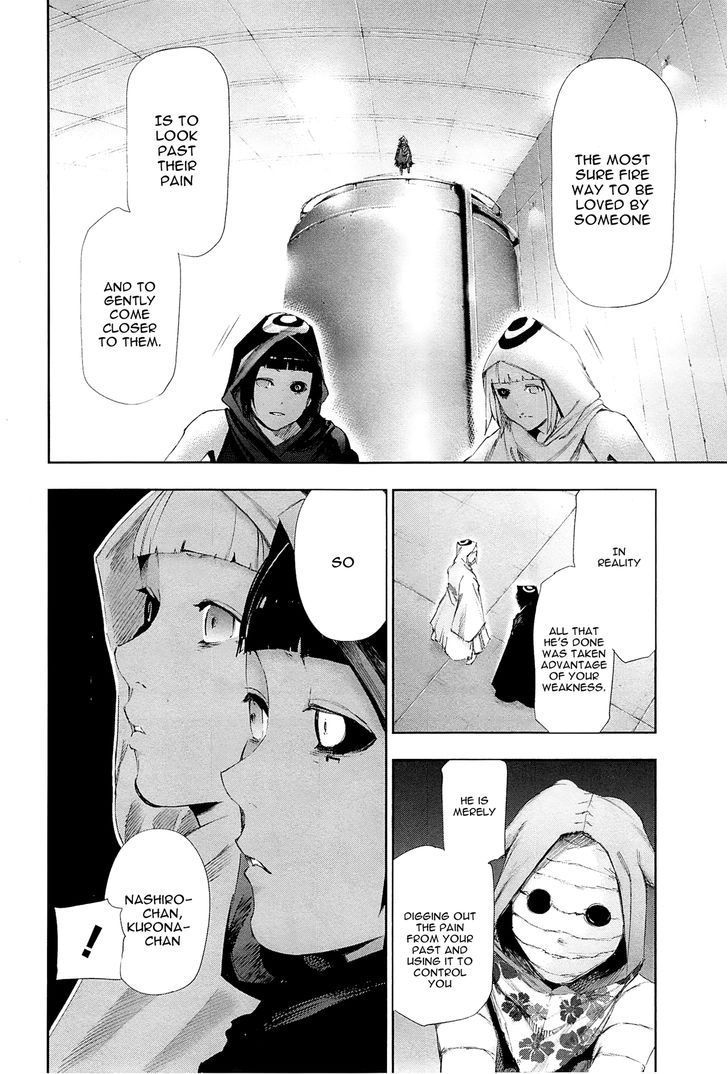 THE MOST
SURE FIRE
WAY TO BE
LOVED BY
SOMEONE
IS TO
LOOK
PAST
THEIR
PAIN
AND TO
GENTLY
COME
CLOSER
TO THEM.
IN
REALITY
ALL THAT
HE'S DONE
WAS TAKEN
ADVANTAGE
OF YOUR
WEAKNESS.
HE IS
MERELY
DIGGING OUT
THE PAIN
FROM YOUR
PAST AND
USING IT TO
CONTROL
YOU
SO
NASHIRO-
CHAN,
KURONA-
CHAN
!